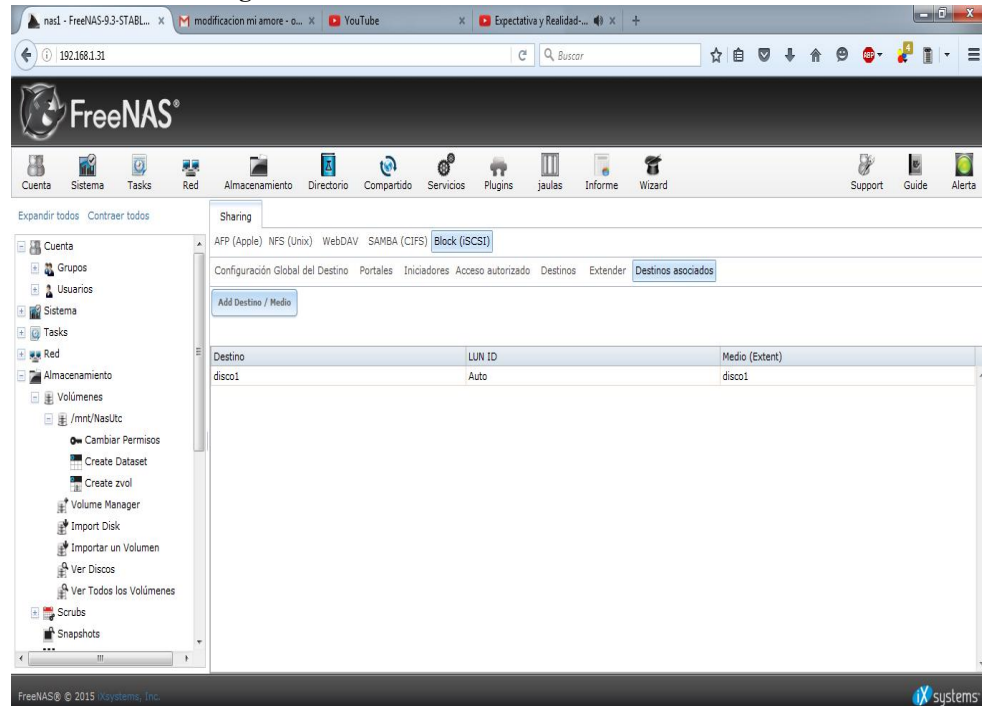 nas1 - FreeNAS-9.3-STABL... x
modificacion mi amore - o... x
YouTube x
Expectativa y Realidad-... x +
192.168.1.31
Buscar
ABP
4
FreeNAS®
Cuenta Sistema Tasks Red Almacenamiento Directorio Compartido Servicios Plugins jaulas Informe Wizard Support Guide Alerta
Expandir todos Contraer todos
Cuenta
Grupos
Usuarios
Sistema
Tasks
Red
Almacenamiento
Volúmenes
/mnt/NasUtc
Cambiar Permisos
Create Dataset
Create zvol
Volume Manager
Import Disk
Importar un Volumen
Ver Discos
Ver Todos los Volúmenes
Scrubs
Snapshots
Sharing
AFP (Apple) NFS (Unix) WebDAV SAMBA (CIFS) Block (iSCSI)
Configuración Global del Destino Portales Iniciadores Acceso autorizado Destinos Extender Destinos asociados
Add Destino / Medio
Destino LUN ID Medio (Extent)
disco1 Auto disco1
FreeNAS® © 2015 iXsystems, Inc.
iX systems